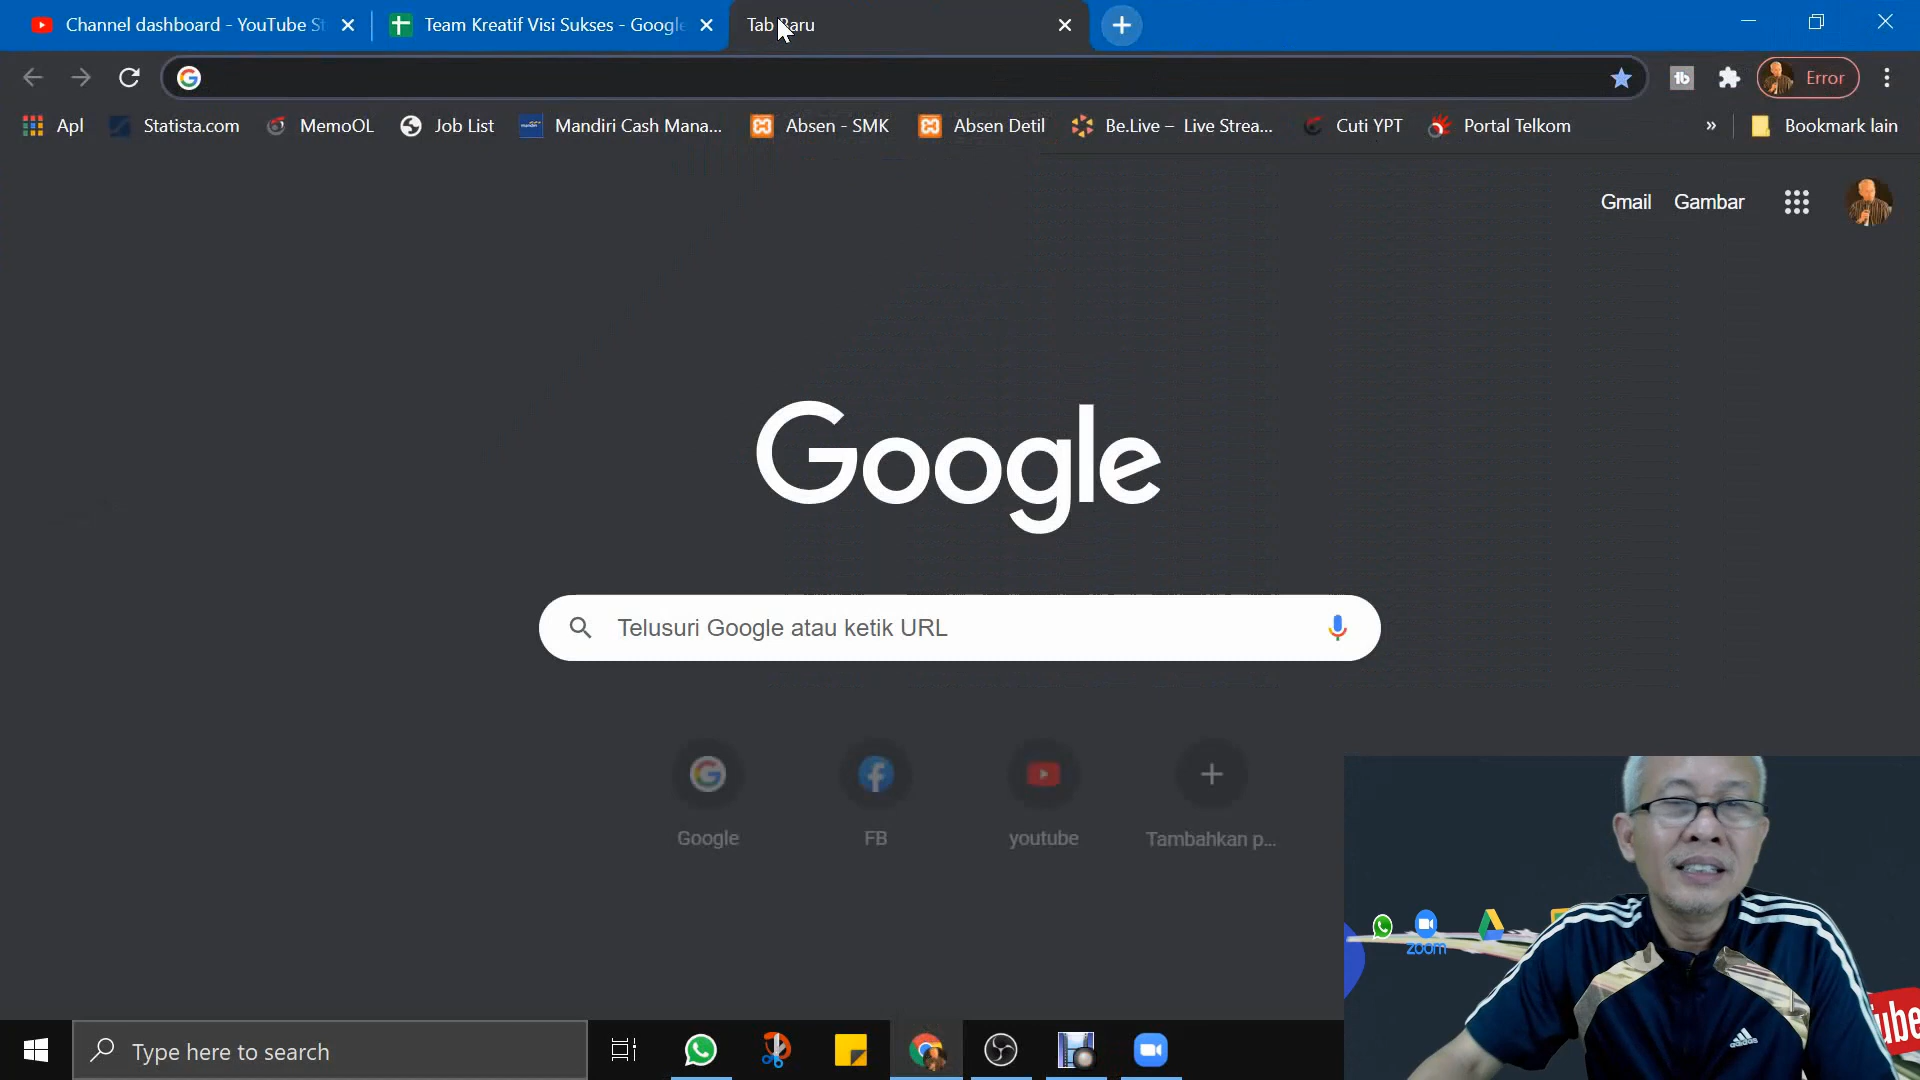 Channel dashboard - YouTube St
Team Kreatif Visi Sukses - Google
Tab Baru
Error
Apl
Statista.com
MemoOL
Job List
Mandiri Cash Mana...
Absen - SMK
Absen Detil
Be.Live – Live Strea...
Cuti YPT
Portal Telkom
»
Bookmark lain
Gmail
Gambar
Google
Telusuri Google atau ketik URL
Google
FB
youtube
Tambahkan p...
zoom
adidas
ube
Type here to search